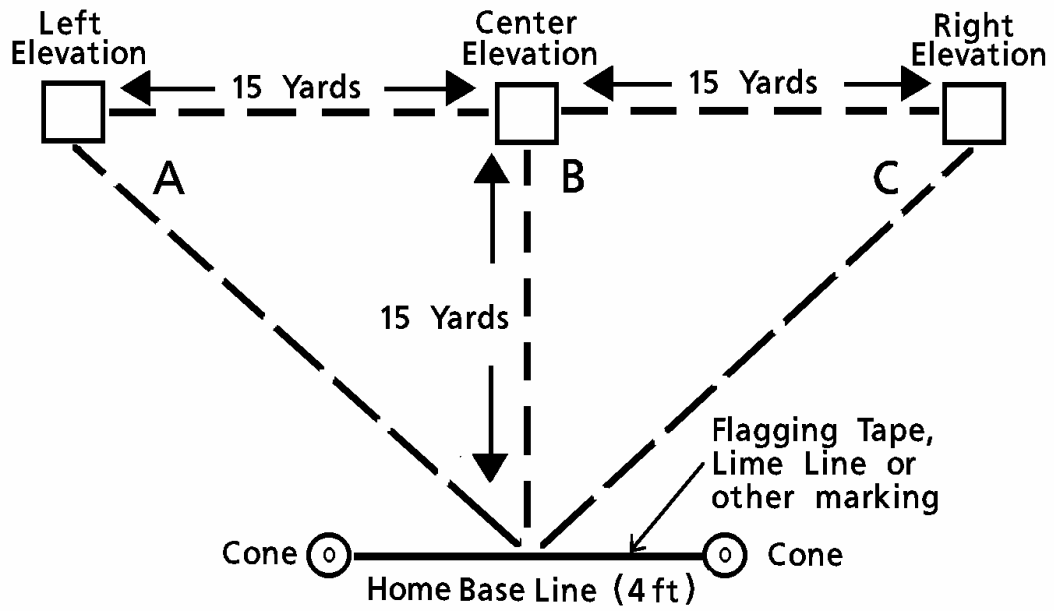 Left
Elevation
Center
Elevation
Right
Elevation
15 Yards
15 Yards
A
B
C
15 Yards
Flagging Tape,
Lime Line or
other marking
Cone
Cone
Home Base Line (4 ft)